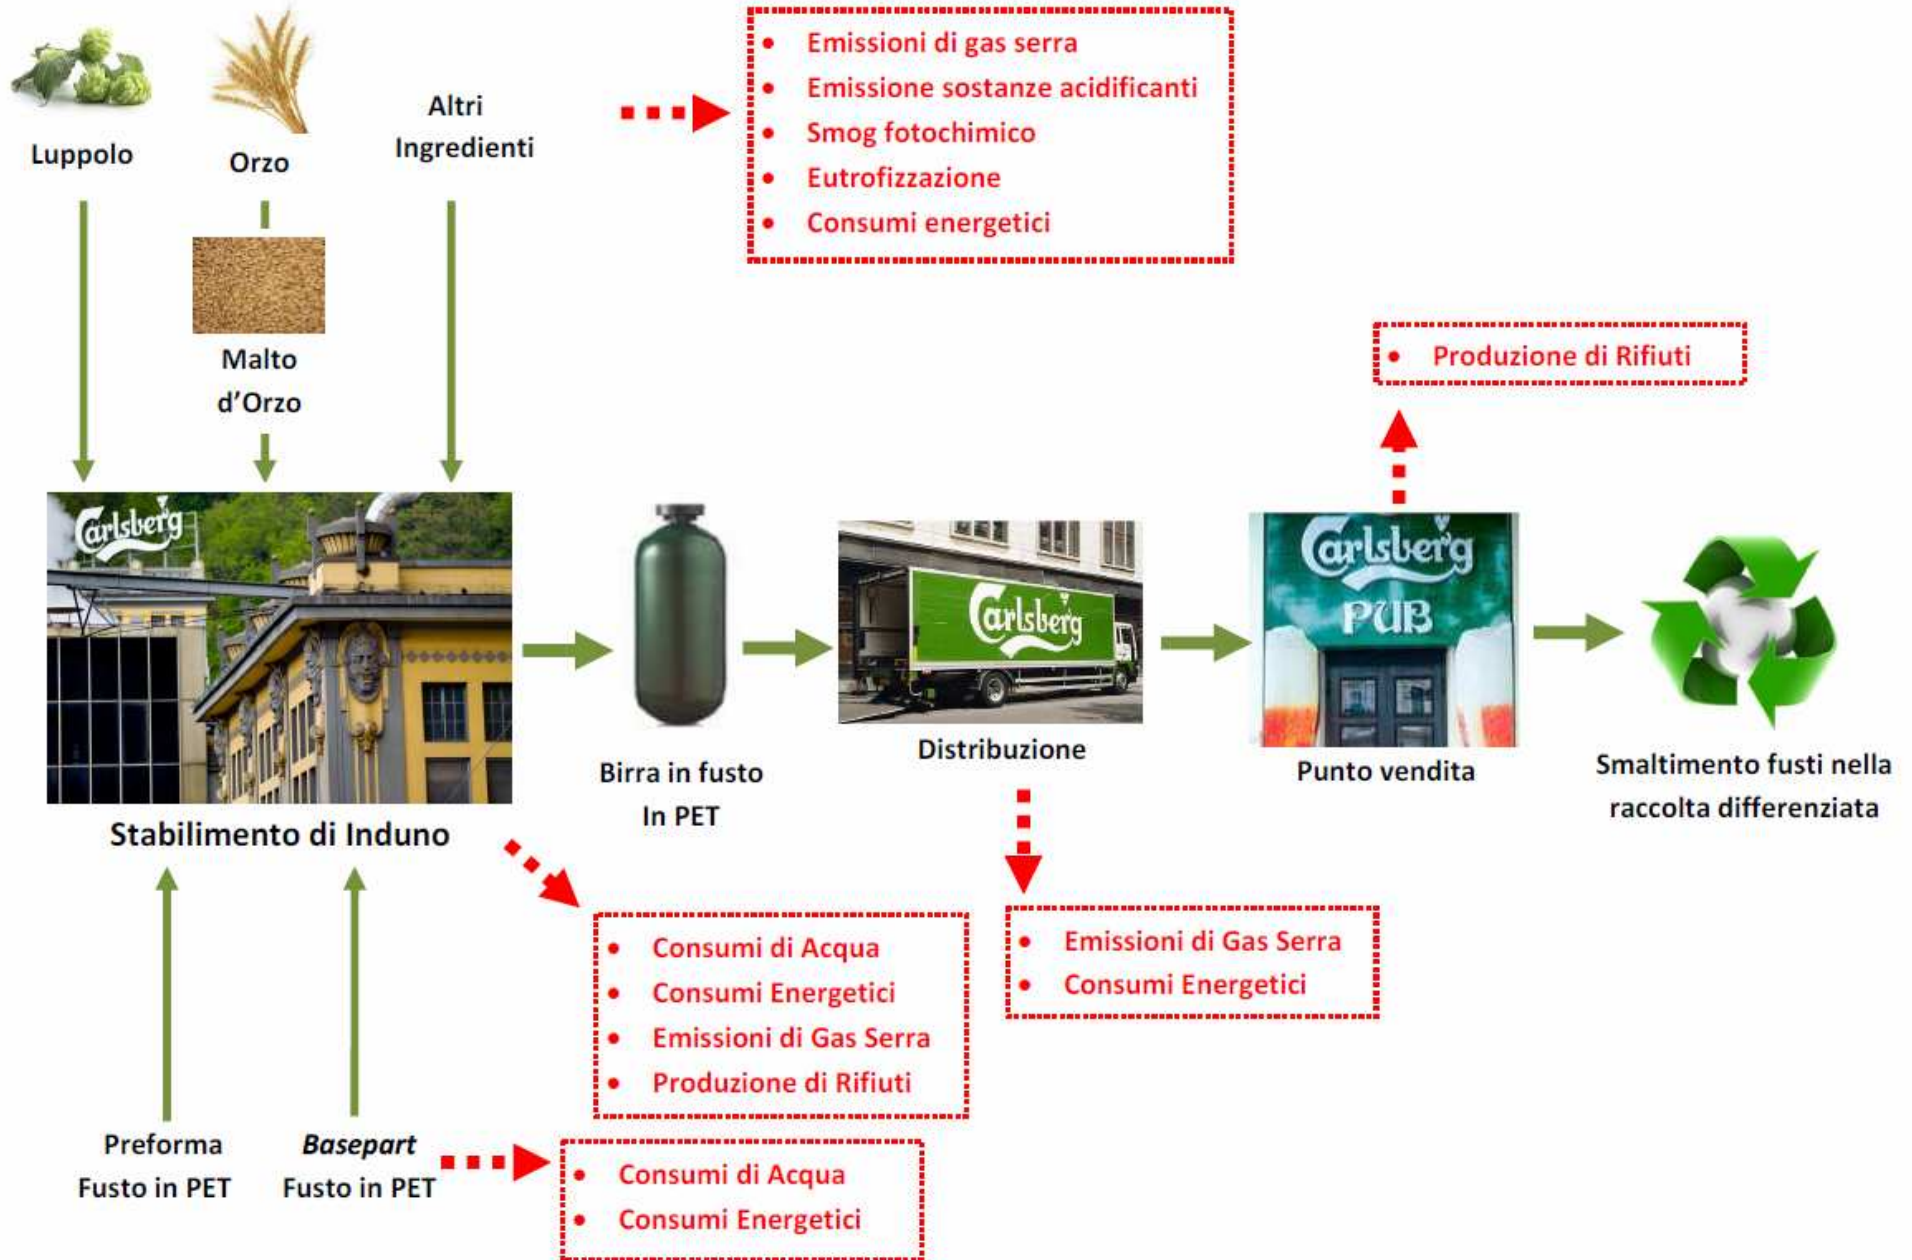 Emissioni di gas serra
Emissione sostanze acidificanti
Smog fotochimico
Eutrofizzazione
Consumi energetici
Luppolo
Orzo
Altri
Ingredienti
Malto
d'Orzo
Produzione di Rifiuti
Carlsberg
Carlsberg
Carlsberg
PUB
Stabilimento di Induno
Birra in fusto
In PET
Distribuzione
Punto vendita
Smaltimento fusti nella
raccolta differenziata
Consumi di Acqua
Consumi Energetici
Emissioni di Gas Serra
Produzione di Rifiuti
Emissioni di Gas Serra
Consumi Energetici
Preforma
Fusto in PET
Basepart
Fusto in PET
Consumi di Acqua
Consumi Energetici